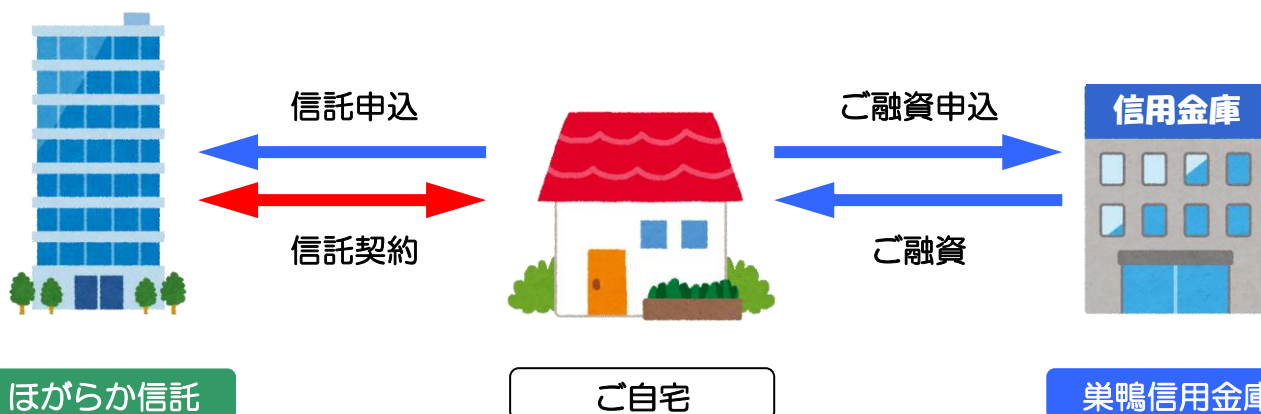 信託申込
ご融資申込
信用金庫
信託契約
ご融資
ほがらか信託
ご自宅
巣鴨信用金庫